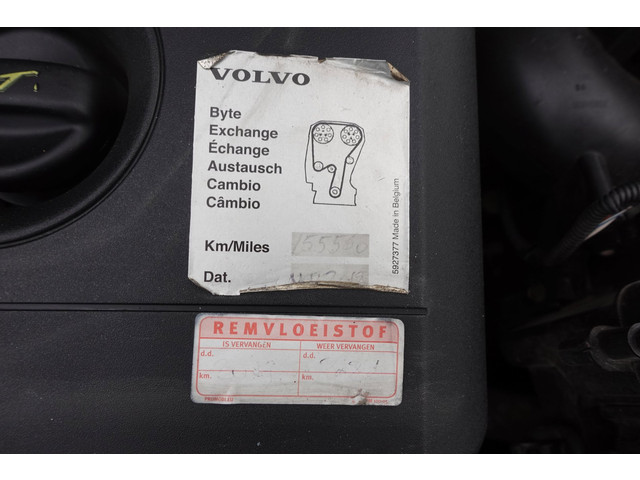 VOLVO
Byte
Exchange
Échange
Austausch
Cambio
Câmbio
Km/Miles 155550
Dat.
5927377 Made in Belgium
REMVLOEISTOF
IS VERVANGEN WEER VERVANGEN
d.d. d.d.
km. km.